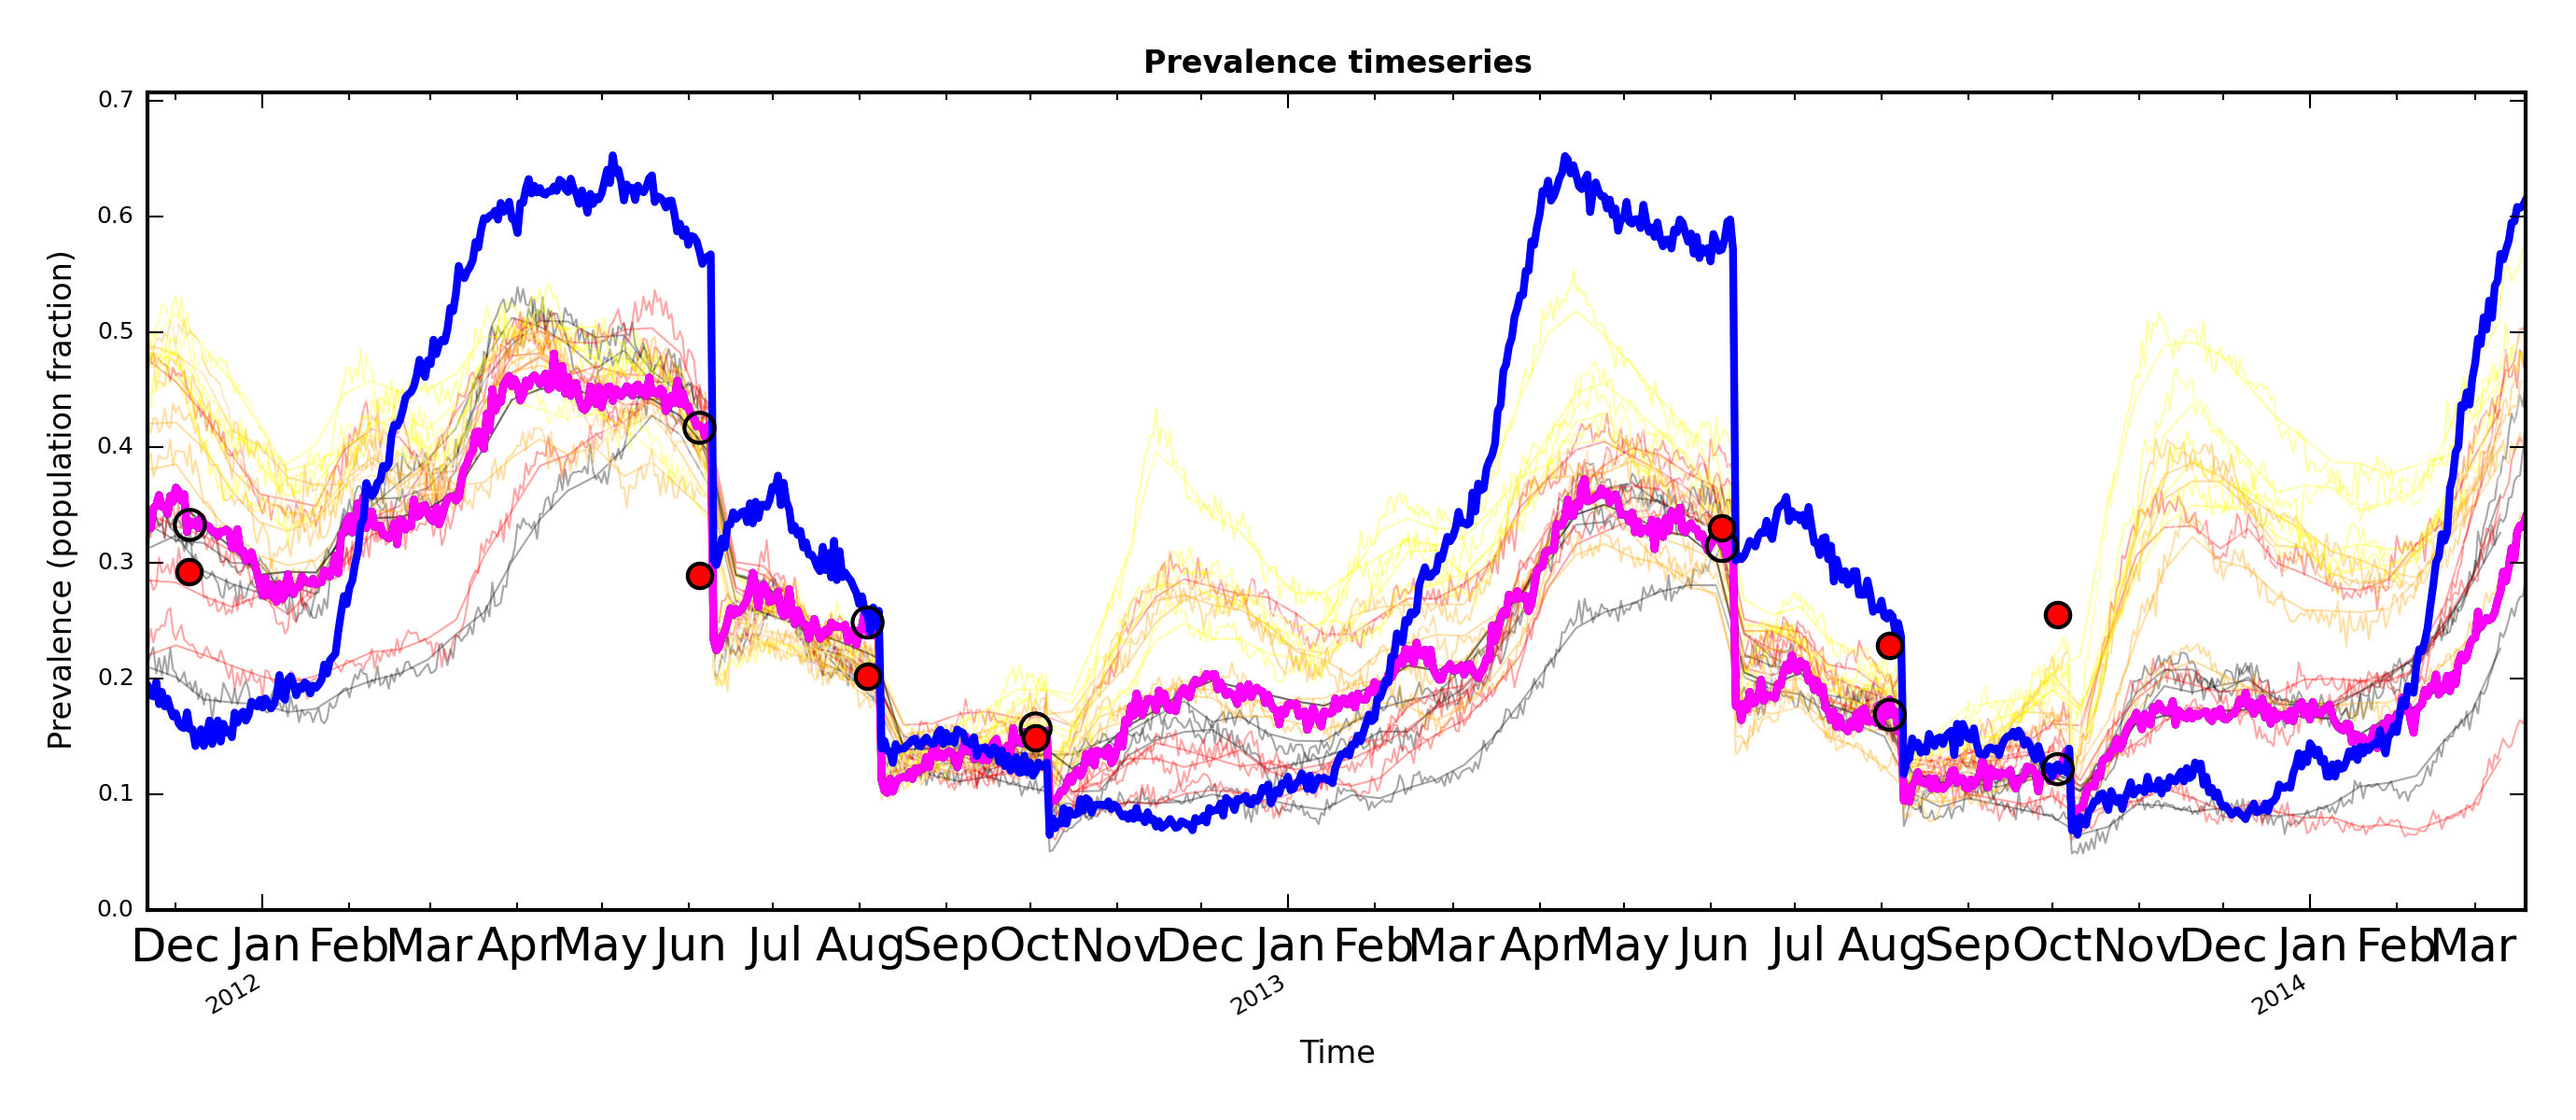 Prevalence timeseries
Prevalence (population fraction)
0.7
0.6
0.5
0.4
0.3
0.2
0.1
0.0
Dec Jan Feb Mar Apr May Jun Jul Aug Sep Oct Nov Dec Jan Feb Mar Apr May Jun Jul Aug Sep Oct Nov Dec Jan Feb Mar
2012 2013 2014
Time